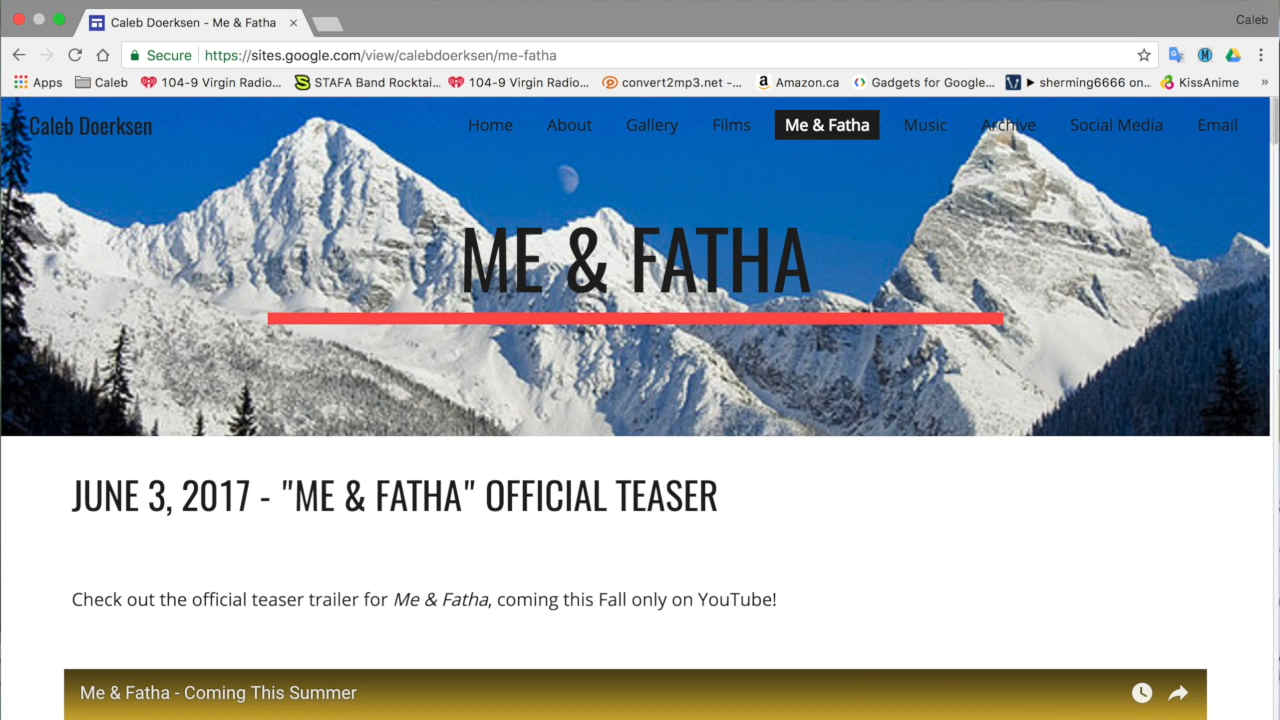 Caleb Doerksen - Me & Fatha
Caleb
Secure https://sites.google.com/view/calebdoerksen/me-fatha
Apps Caleb 104-9 Virgin Radio... STAFA Band Rocktai... 104-9 Virgin Radio... convert2mp3.net -... Amazon.ca Gadgets for Google... sherming6666 on... KissAnime »
Caleb Doerksen Home About Gallery Films Me & Fatha Music Archive Social Media Email
ME & FATHA
JUNE 3, 2017 - "ME & FATHA" OFFICIAL TEASER
Check out the official teaser trailer for Me & Fatha, coming this Fall only on YouTube!
Me & Fatha - Coming This Summer